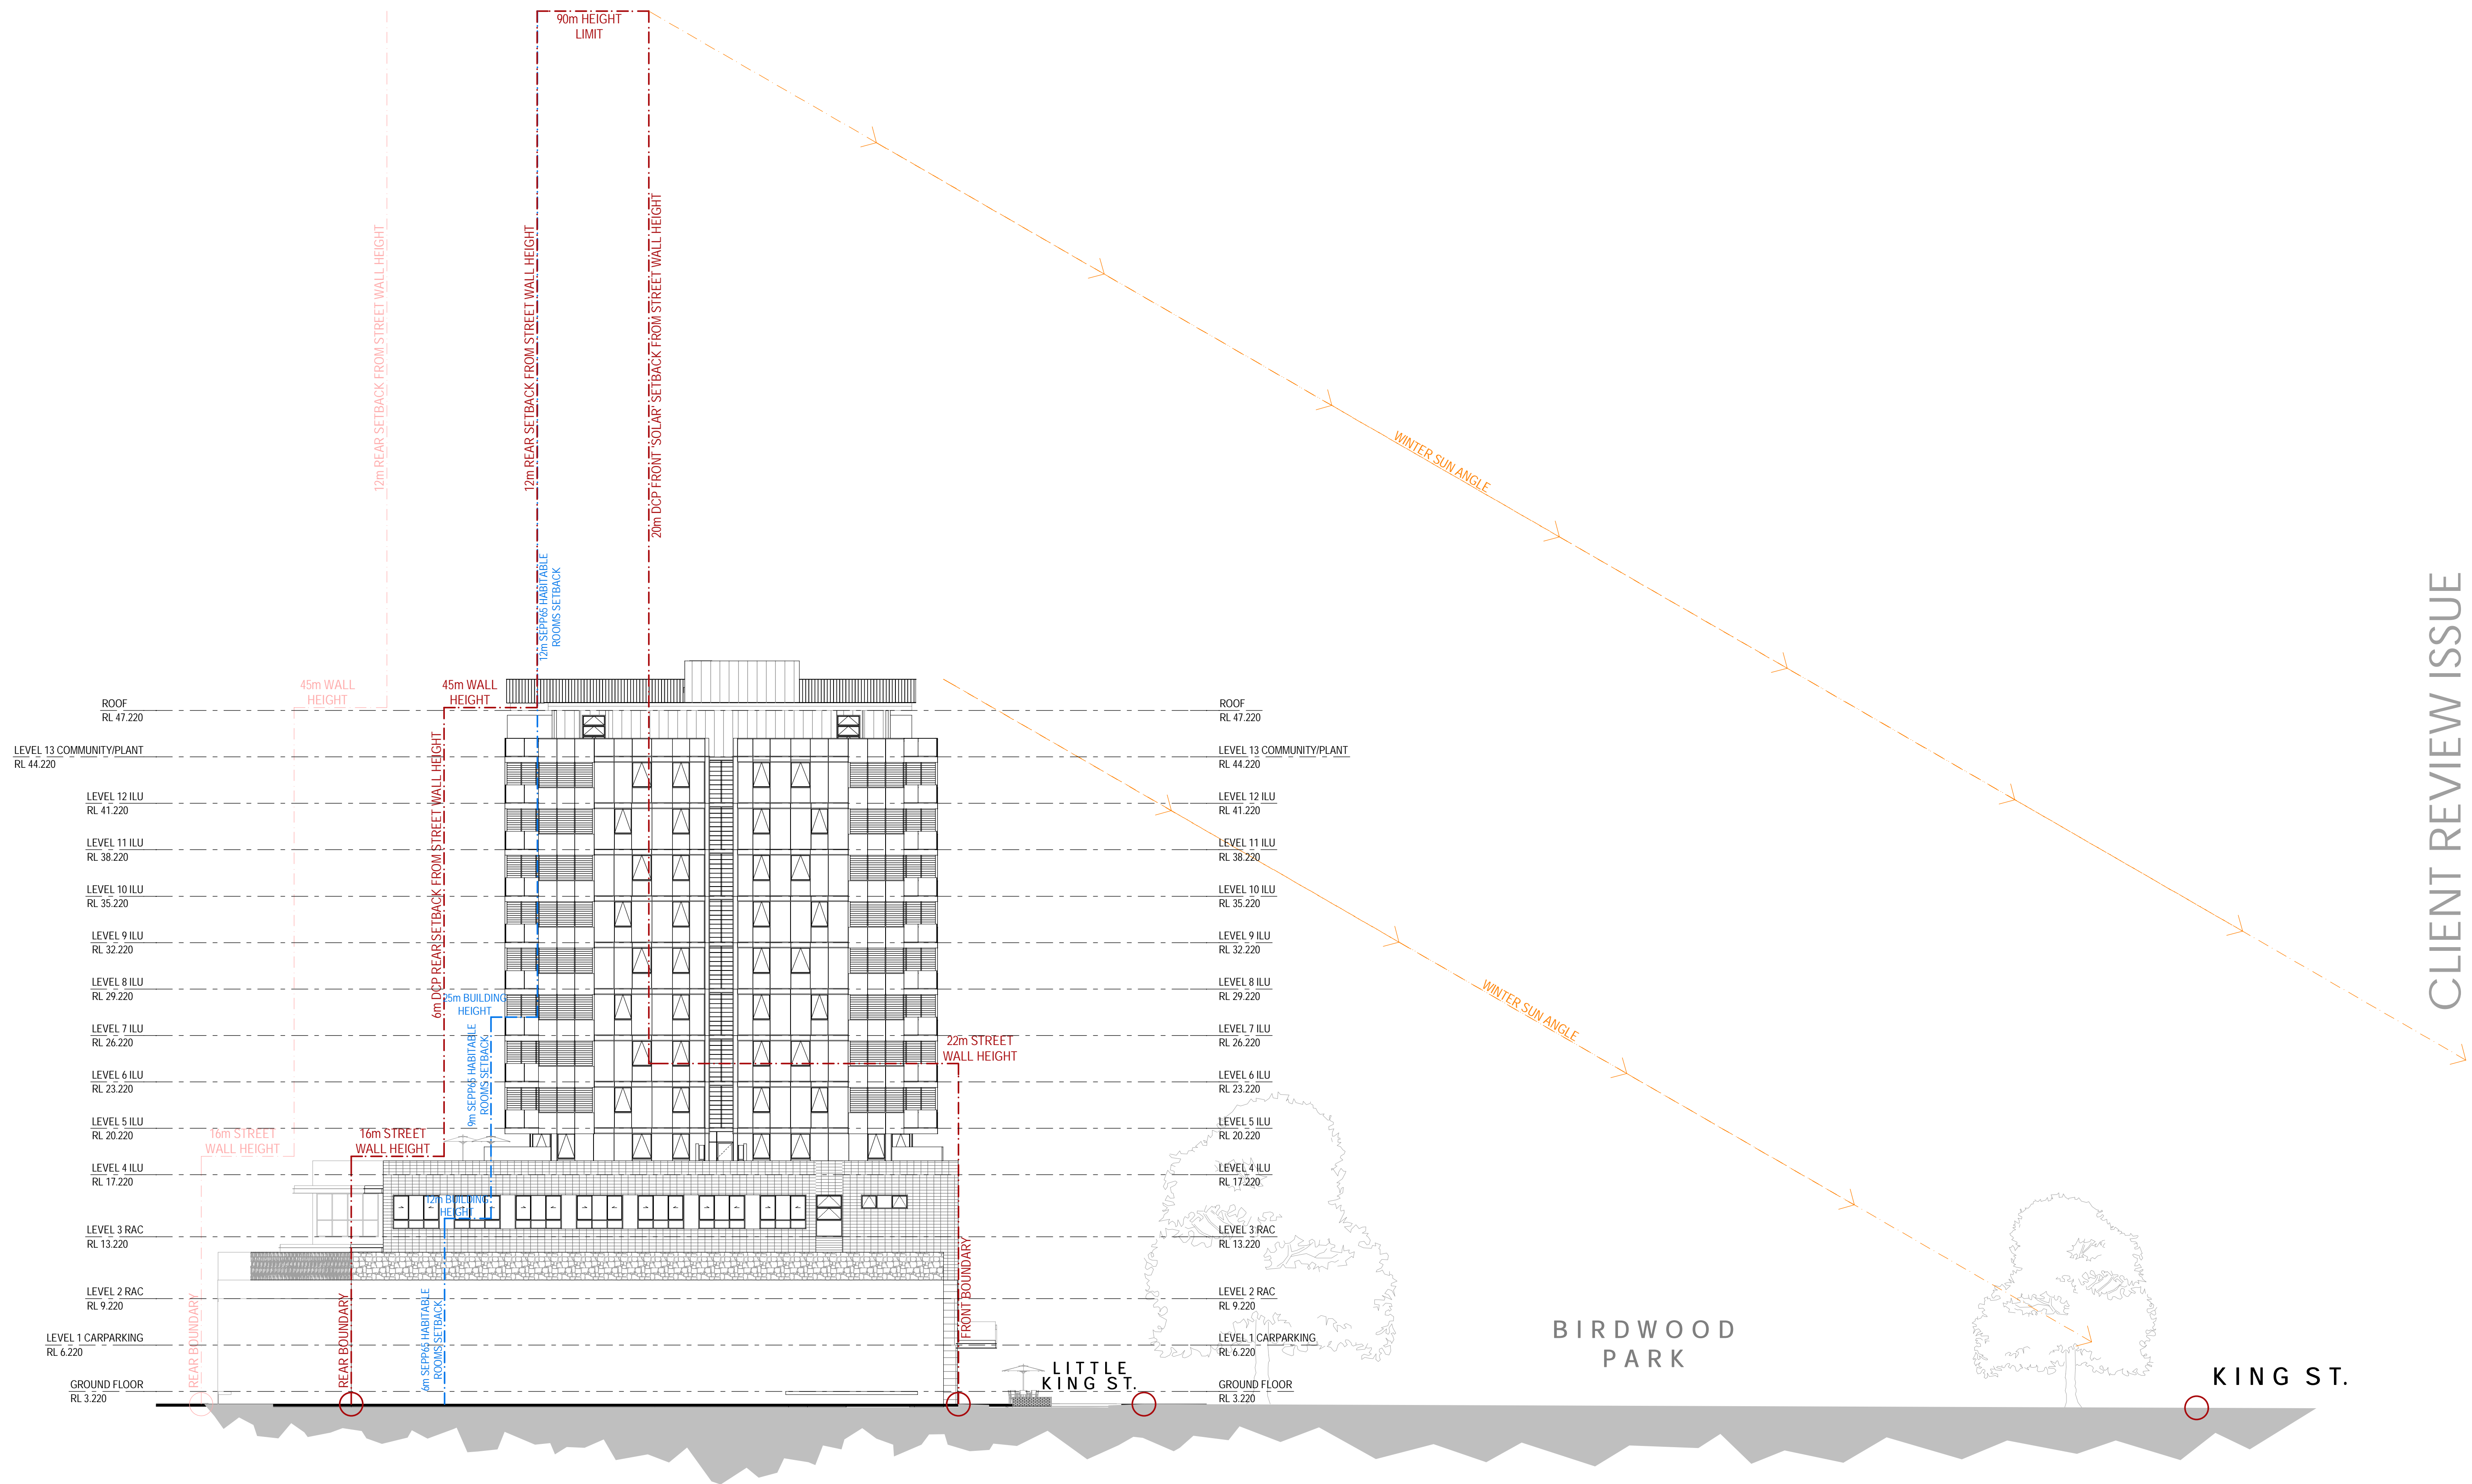 90m HEIGHT
LIMIT
12m REAR SETBACK FROM STREET WALL HEIGHT
12m REAR SETBACK FROM STREET WALL HEIGHT
20m DCP FRONT 'SOLAR' SETBACK FROM STREET WALL HEIGHT
WINTER SUN ANGLE
12m SEPP65 HABITABLE
ROOMS SETBACK
CLIENT REVIEW ISSUE
45m WALL
HEIGHT
45m WALL
HEIGHT
ROOF
RL 47.220
LEVEL 13 COMMUNITY/PLANT
RL 44.220
LEVEL 12 ILU
RL 41.220
LEVEL 11 ILU
RL 38.220
LEVEL 10 ILU
RL 35.220
LEVEL 9 ILU
RL 32.220
LEVEL 8 ILU
RL 29.220
LEVEL 7 ILU
RL 26.220
LEVEL 6 ILU
RL 23.220
LEVEL 5 ILU
RL 20.220
LEVEL 4 ILU
RL 17.220
LEVEL 3 RAC
RL 13.220
LEVEL 2 RAC
RL 9.220
LEVEL 1 CARPARKING
RL 6.220
GROUND FLOOR
RL 3.220
6m DCP REAR SETBACK FROM STREET WALL HEIGHT
25m BUILDING
HEIGHT
9m SEPP65 HABITABLE
ROOMS SETBACK
16m STREET
WALL HEIGHT
16m STREET
WALL HEIGHT
12m BUILDING
HEIGHT
REAR BOUNDARY
REAR BOUNDARY
6m SEPP65 HABITABLE
ROOMS SETBACK
22m STREET
WALL HEIGHT
FRONT BOUNDARY
ROOF
RL 47.220
LEVEL 13 COMMUNITY/PLANT
RL 44.220
LEVEL 12 ILU
RL 41.220
LEVEL 11 ILU
RL 38.220
LEVEL 10 ILU
RL 35.220
LEVEL 9 ILU
RL 32.220
LEVEL 8 ILU
RL 29.220
LEVEL 7 ILU
RL 26.220
LEVEL 6 ILU
RL 23.220
LEVEL 5 ILU
RL 20.220
LEVEL 4 ILU
RL 17.220
LEVEL 3 RAC
RL 13.220
LEVEL 2 RAC
RL 9.220
LEVEL 1 CARPARKING
RL 6.220
GROUND FLOOR
RL 3.220
WINTER SUN ANGLE
LITTLE
KING ST.
BIRDWOOD
PARK
KING ST.